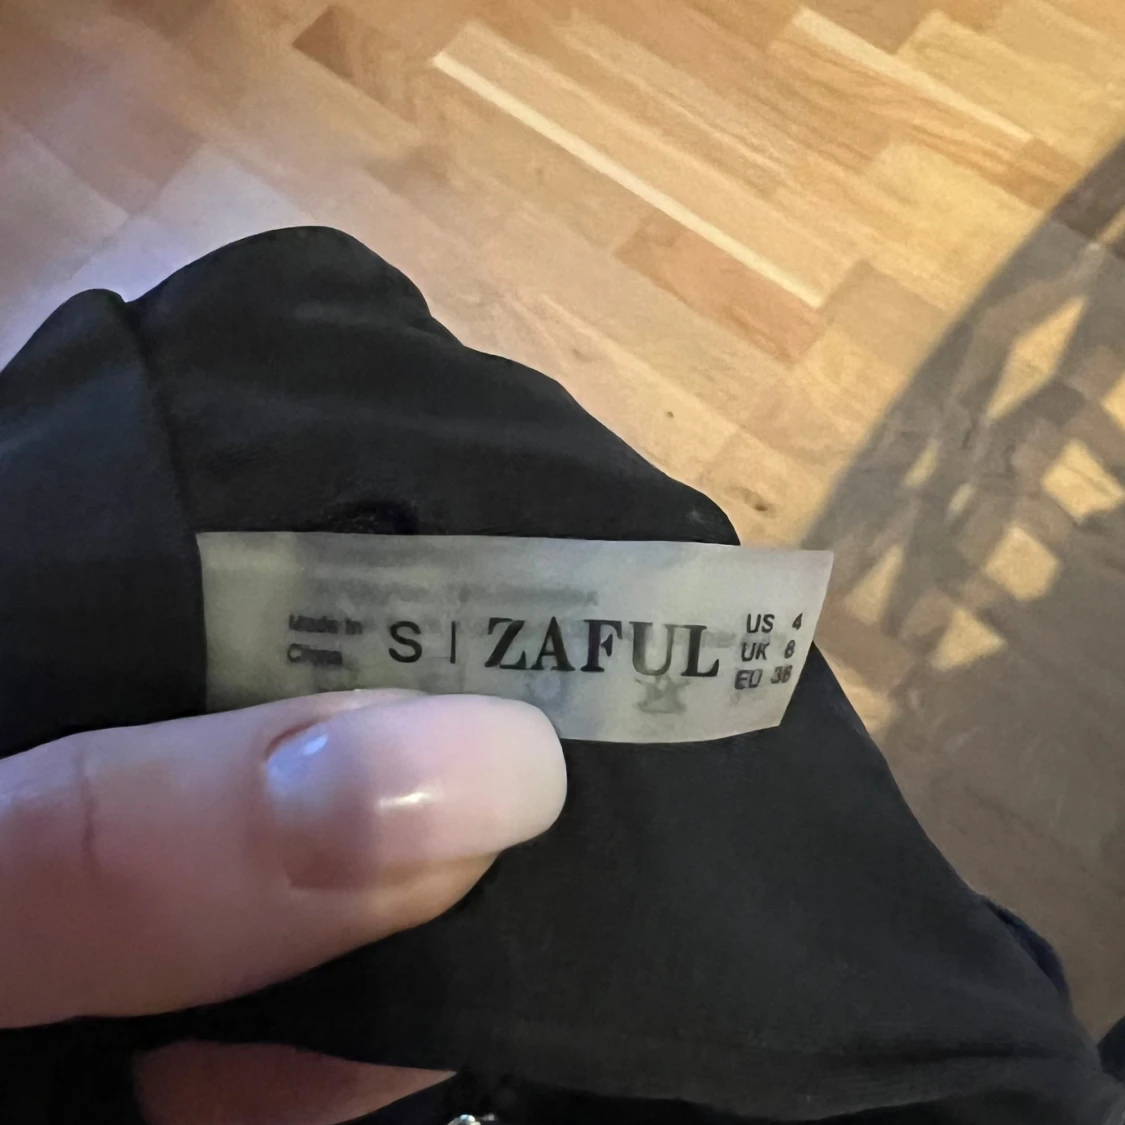 Made in
China
S | ZAFUL
US 4
UK 8
EU 36